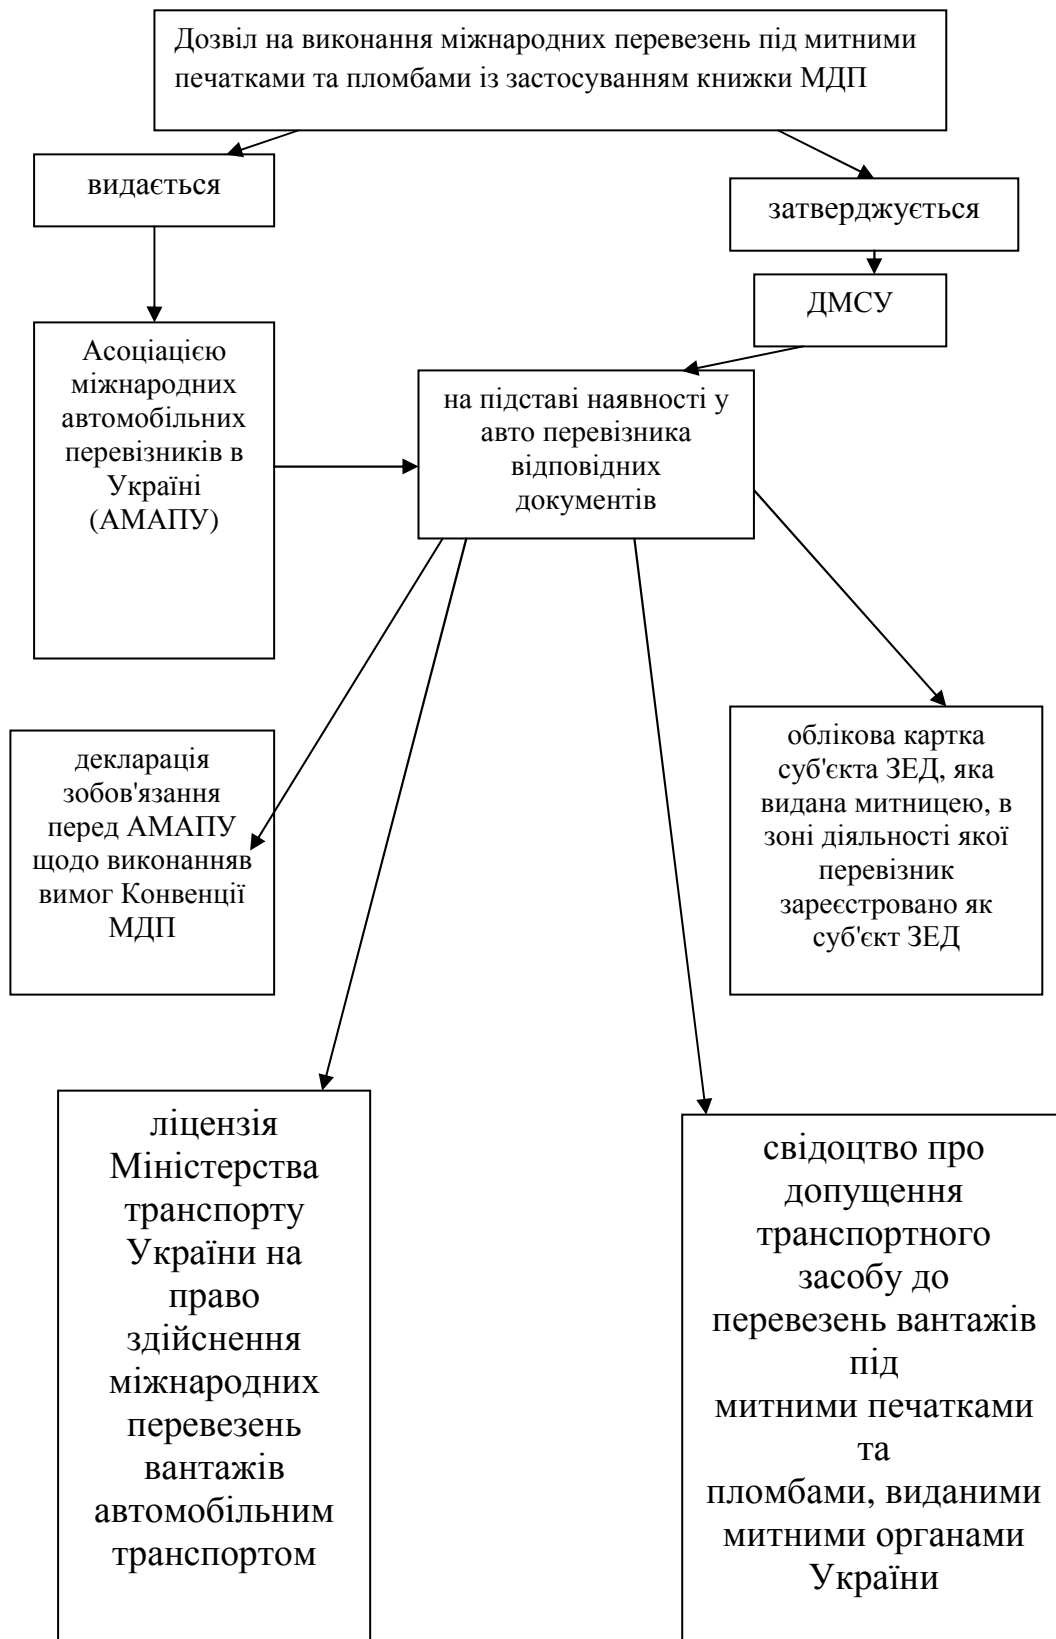 Дозвіл на виконання міжнародних перевезень під митними
печатками та пломбами із застосуванням книжки МДП
видається
затверджується
ДМСУ
Асоціацією
міжнародних
автомобільних
перевізників в
Україні
(АМАПУ)
на підставі наявності у
авто перевізника
відповідних
документів
декларація
зобов'язання
перед АМАПУ
щодо виконанняв
вимог Конвенції
МДП
облікова картка
суб'єкта ЗЕД, яка
видана митницею, в
зоні діяльності якої
перевізник
зареєстровано як
суб'єкт ЗЕД
ліцензія
Міністерства
транспорту
України на
право
здійснення
міжнародних
перевезень
вантажів
автомобільним
транспортом
свідоцтво про
допущення
транспортного
засобу до
перевезень вантажів
під
митними печатками
та
пломбами, виданими
митними органами
України